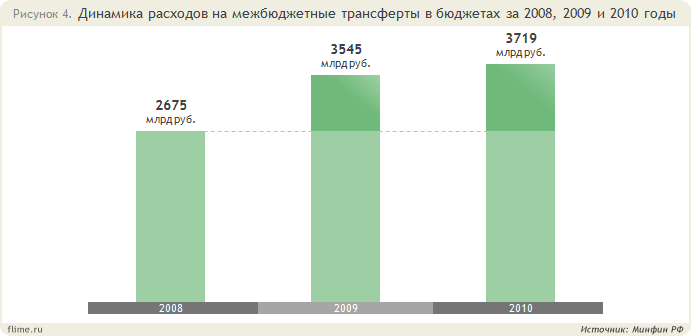 Рисунок 4. Динамика расходов на межбюджетные трансферты в бюджетах за 2008, 2009 и 2010 годы
3719
млрд руб.
3545
млрд руб.
2675
млрд руб.
2008
2009
2010
flime.ru
Источник: Минфин РФ